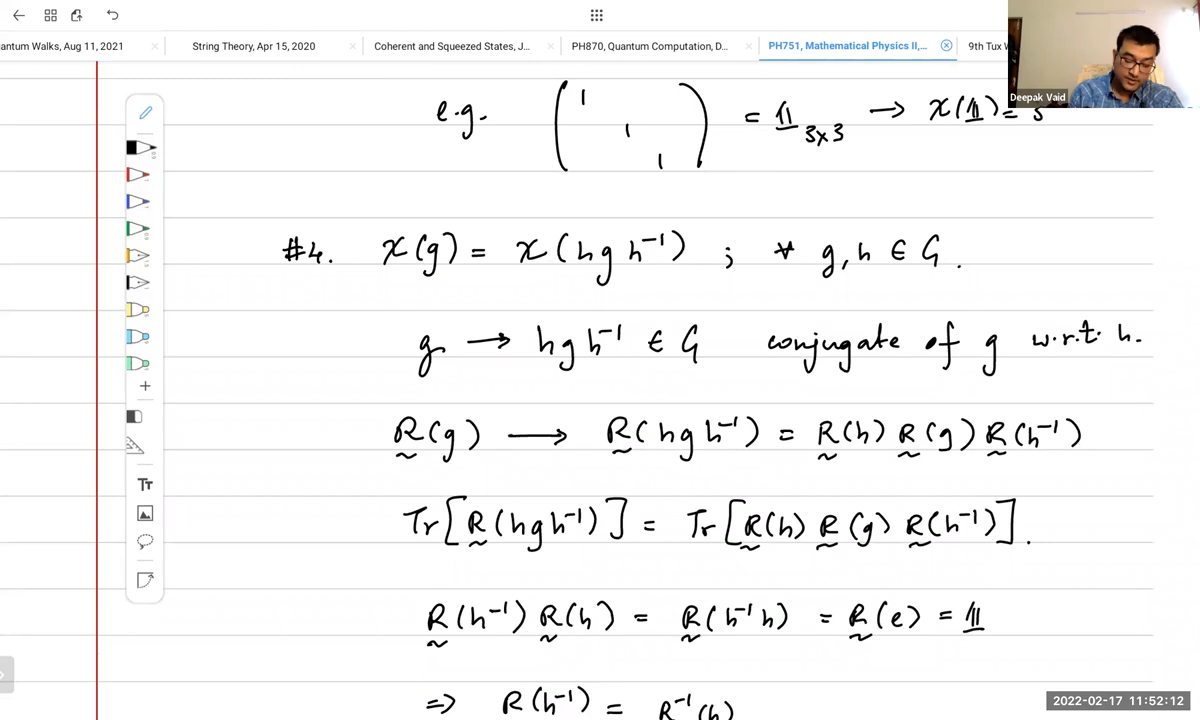 antum Walks, Aug 11, 2021 String Theory, Apr 15, 2020 Coherent and Squeezed States, J... PH870, Quantum Computation, D... PH751, Mathematical Physics II,... 9th Tux W
Deepak Vaid
e.g. ( 1 1 1 ) = 𝟙 3×3 → χ(𝟙) = 3
#4. χ(g) = χ(hgh⁻¹) ; ∀ g,h ∈ G.
g → hgh⁻¹ ∈ G conjugate of g w.r.t. h.
R(g) → R(hgh⁻¹) = R(h) R(g) R(h⁻¹)
Tr[R(hgh⁻¹)] = Tr[R(h) R(g) R(h⁻¹)].
R(h⁻¹) R(h) = R(h⁻¹h) = R(e) = 𝟙
⇒ R(h⁻¹) = R⁻¹(h)
TT
2022-02-17 11:52:12